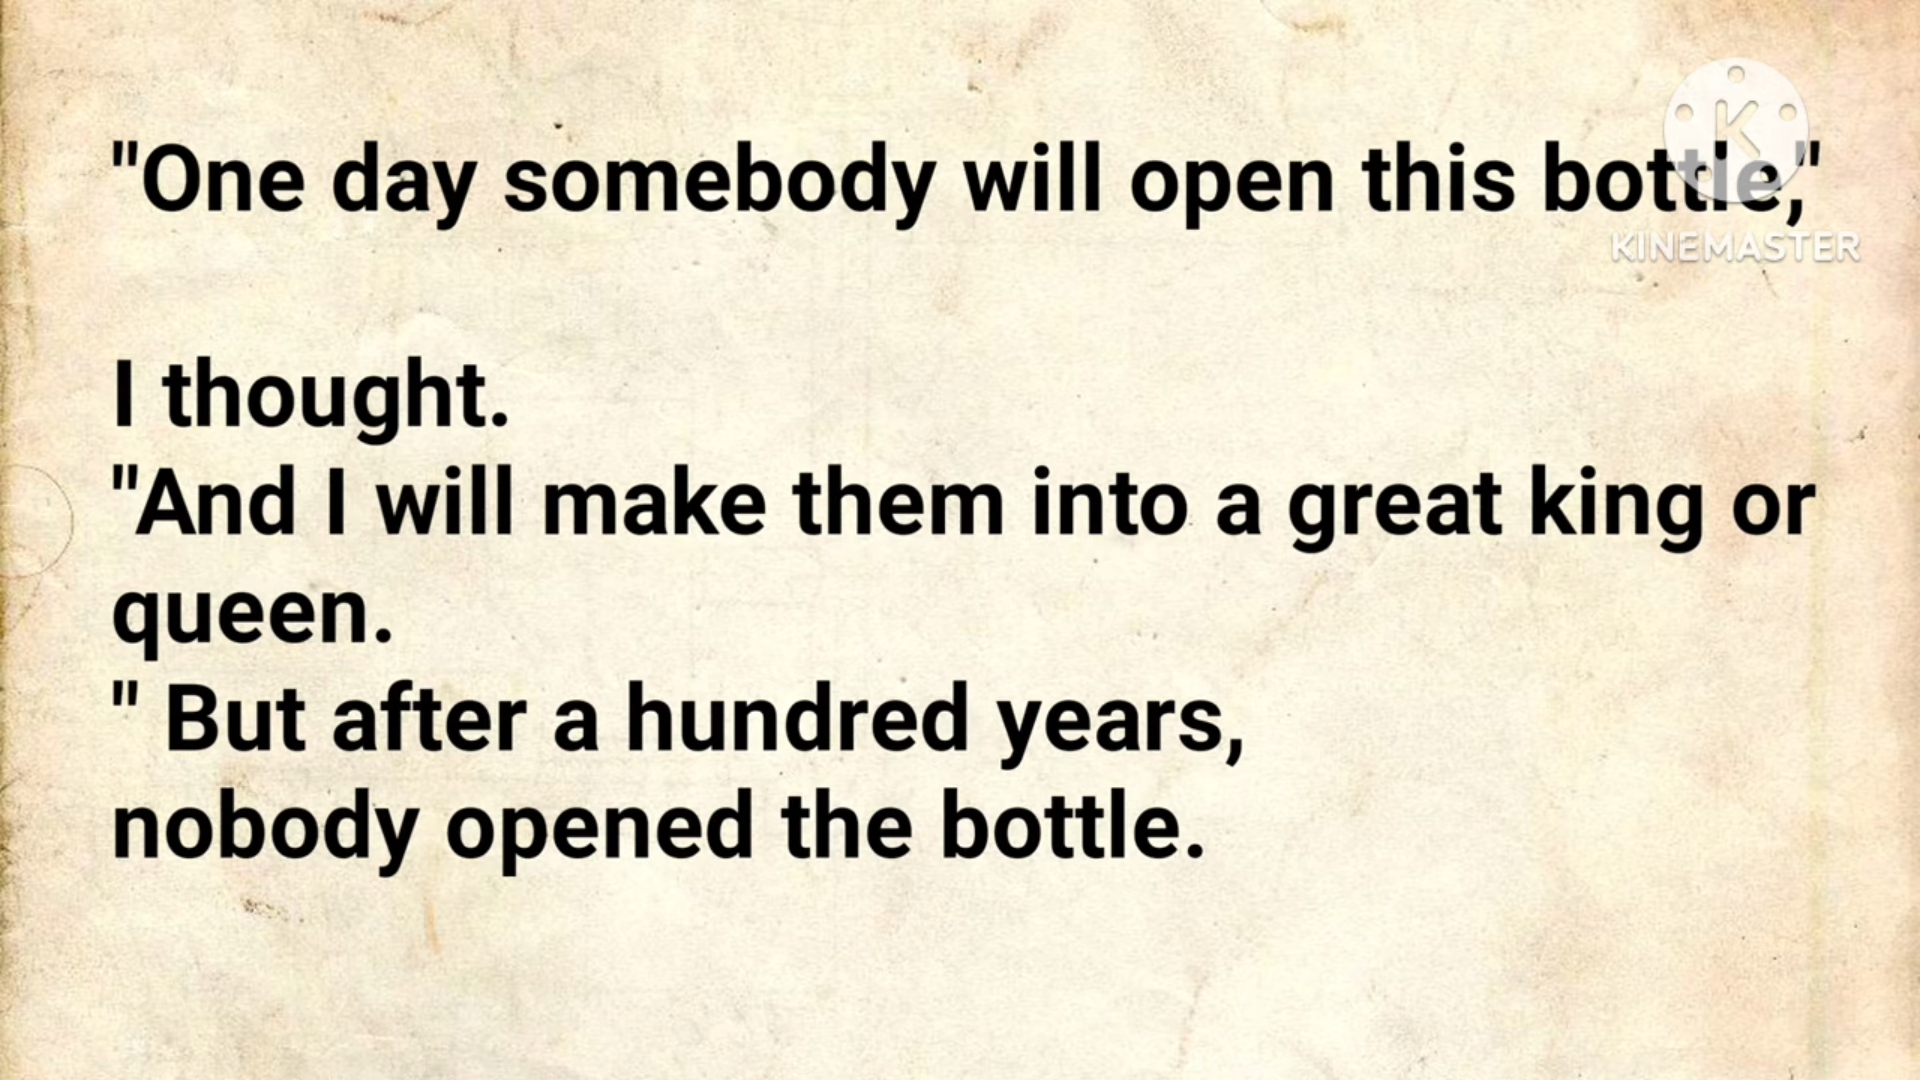 "One day somebody will open this bottle,"
KINEMASTER
I thought.
"And I will make them into a great king or
queen.
" But after a hundred years,
nobody opened the bottle.